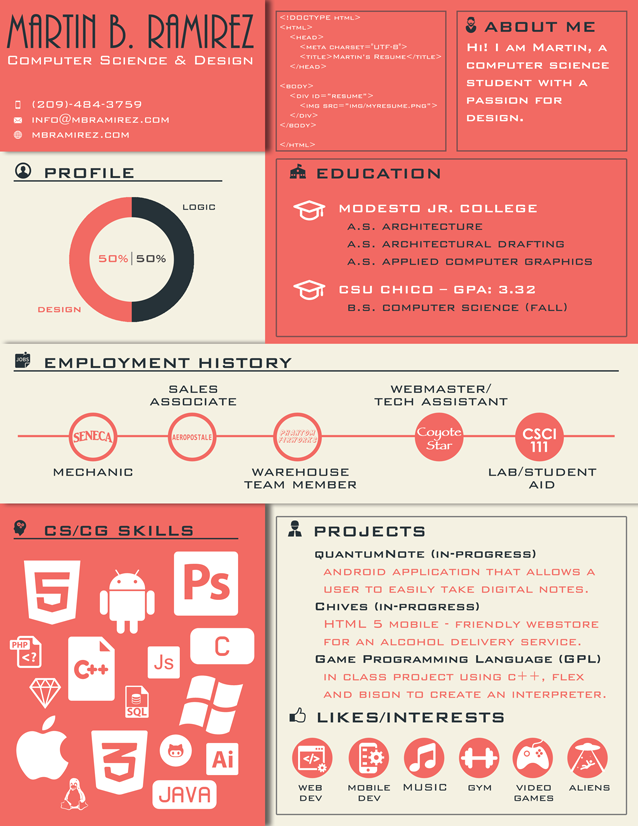 MARTIN B. RAMIREZ
Computer Science & Design
(209)-484-3759
info@mbramirez.com
mbramirez.com
<!DOCTYPE html>
<html>
<head>
<meta charset="UTF-8">
<title>Martin's Resume</title>
</head>
<body>
<div id="resume">
<img src="img/myresume.png">
</div>
</body>
</html>
About Me
Hi! I am Martin, a
computer science
student with a
passion for
design.
Profile
Logic
50% | 50%
Design
Education
Modesto Jr. College
A.S. Architecture
A.S. Architectural Drafting
A.S. Applied Computer Graphics
CSU Chico – GPA: 3.32
B.S. Computer Science (Fall)
JOBS
Employment History
Sales
Associate
Webmaster/
Tech Assistant
SENECA
AEROPOSTALE
PHANTOM
FIREWORKS
Coyote
Star
CSCI
111
Mechanic
Warehouse
Team Member
Lab/Student
Aid
CS/CG Skills
5
Ps
PHP
<?
C++
Js
C
SQL
3
Ai
JAVA
Projects
quantumNote (in-progress)
Android application that allows a
user to easily take digital notes.
Chives (in-progress)
HTML 5 mobile - friendly webstore
for an alcohol delivery service.
Game Programming Language (GPL)
In class project using C++, Flex
and Bison to create an interpreter.
Likes/Interests
</>
Web
Dev
Mobile
Dev
Music
Gym
Video
Games
Aliens